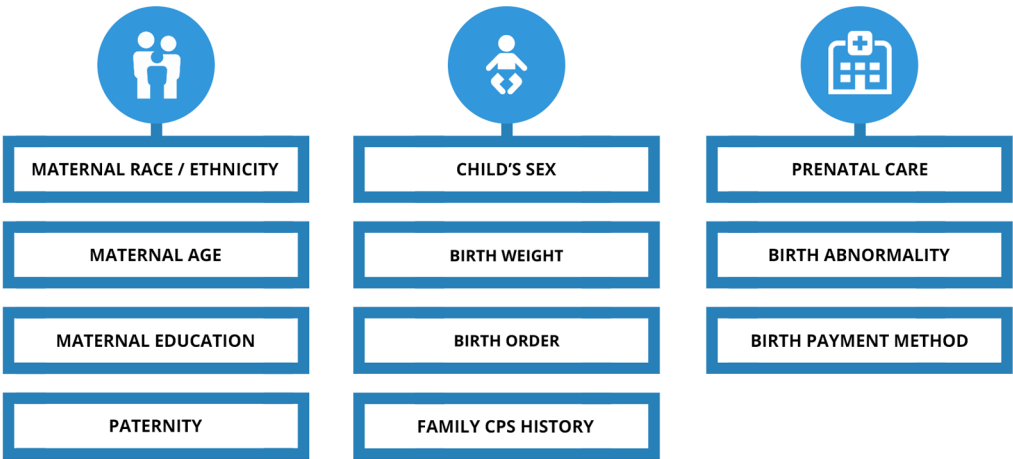 MATERNAL RACE / ETHNICITY
MATERNAL AGE
MATERNAL EDUCATION
PATERNITY
CHILD’S SEX
BIRTH WEIGHT
BIRTH ORDER
FAMILY CPS HISTORY
PRENATAL CARE
BIRTH ABNORMALITY
BIRTH PAYMENT METHOD